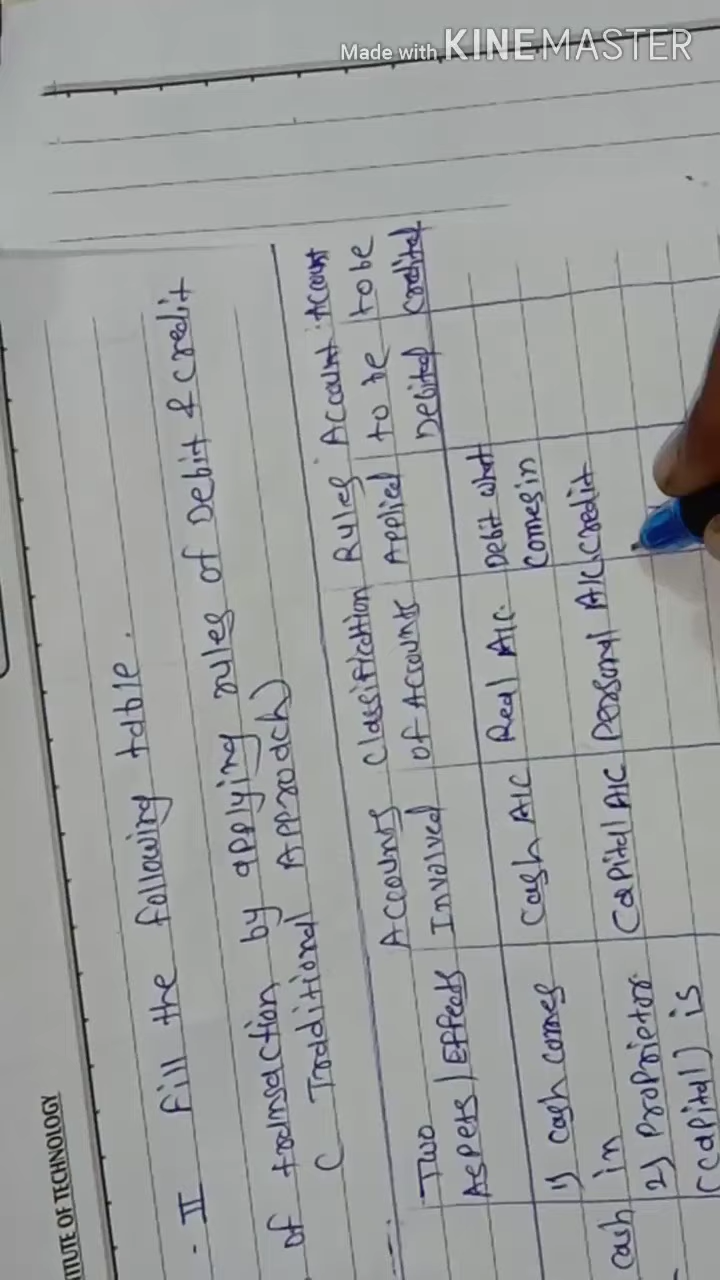 Made with KINEMASTER
TITUTE OF TECHNOLOGY
- II Fill the following table.
of transaction by applying rules of Debit & credit
( Traditional Approach)
Two Aspets/Effects
Accounts Involved
Classification of Accounts
Rules Applied
Account to be Debited
Account to be Credited
1) cash comes in
Cash A/C
Real A/C.
Debit what comes in
cash
2) Proprietor (capital) is
Capital A/C
Personal A/C
Credit